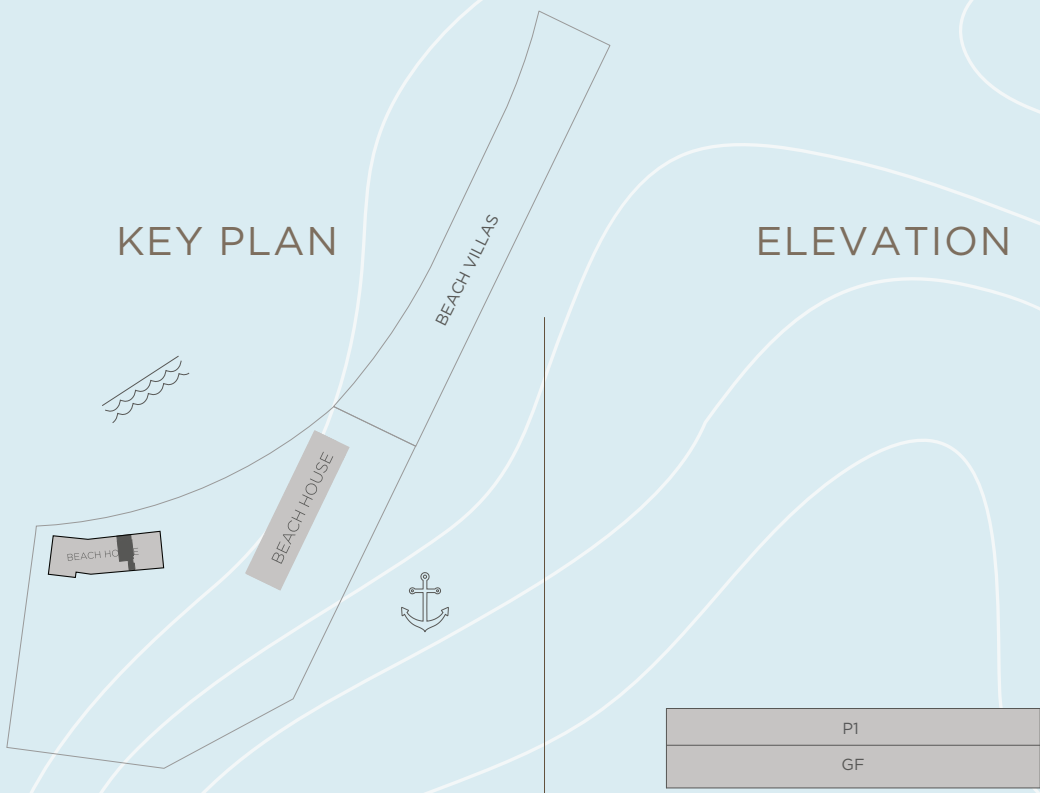 KEY PLAN
BEACH VILLAS
BEACH HOUSE
BEACH HOUSE
ELEVATION
P1
GF